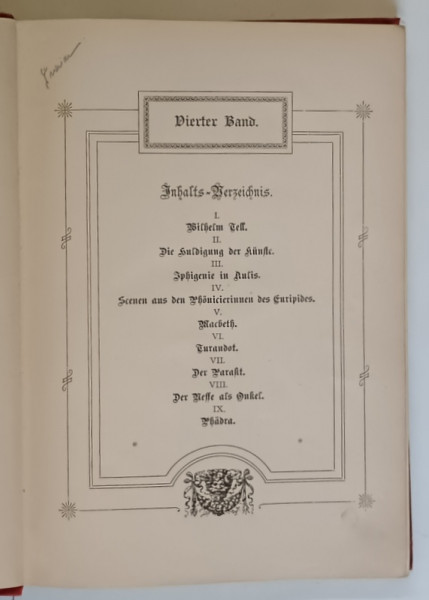 Vierter Band.
Inhalts-Verzeichnis.
I.
Wilhelm Tell.
II.
Die Huldigung der Künste.
III.
Iphigenie in Aulis.
IV.
Scenen aus den Phönicierinnen des Euripides.
V.
Macbeth.
VI.
Turandot.
VII.
Der Parasit.
VIII.
Der Neffe als Onkel.
IX.
Phädra.